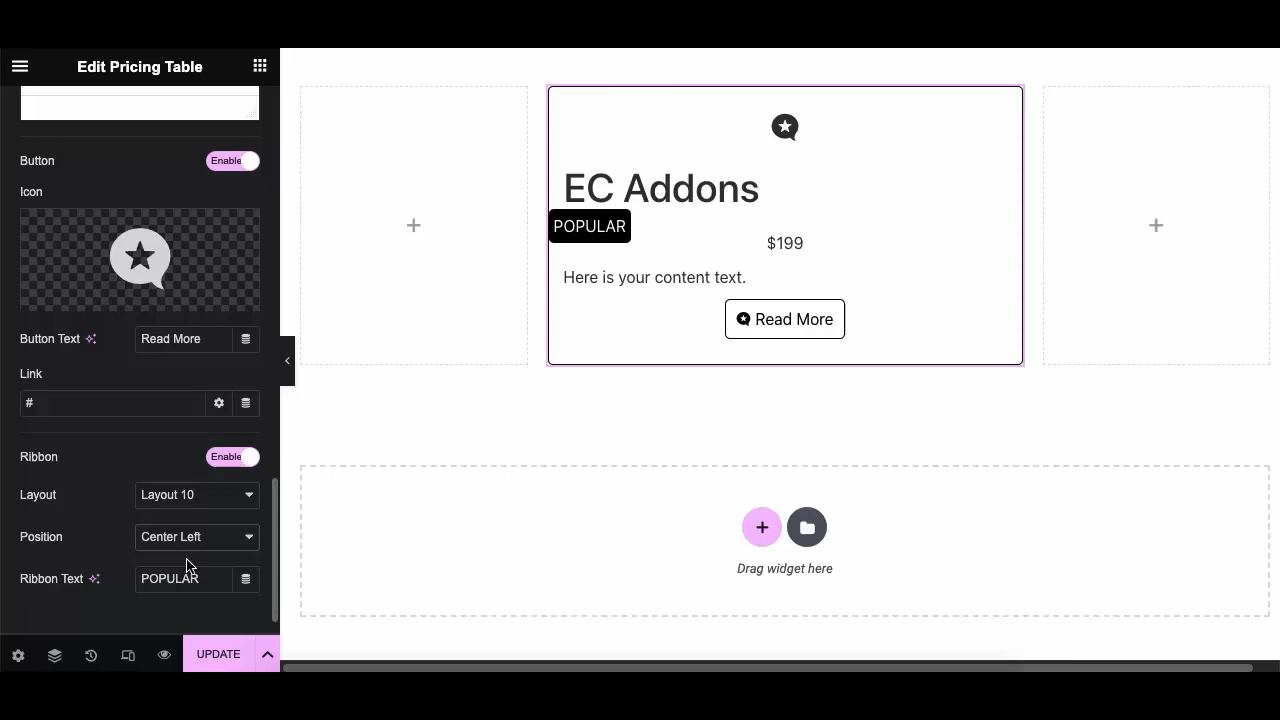 Edit Pricing Table
Button
Enable
Icon
Button Text
Read More
Link
#
Ribbon
Enable
Layout
Layout 10
Position
Center Left
Ribbon Text
POPULAR
UPDATE
EC Addons
POPULAR
$199
Here is your content text.
Read More
Drag widget here